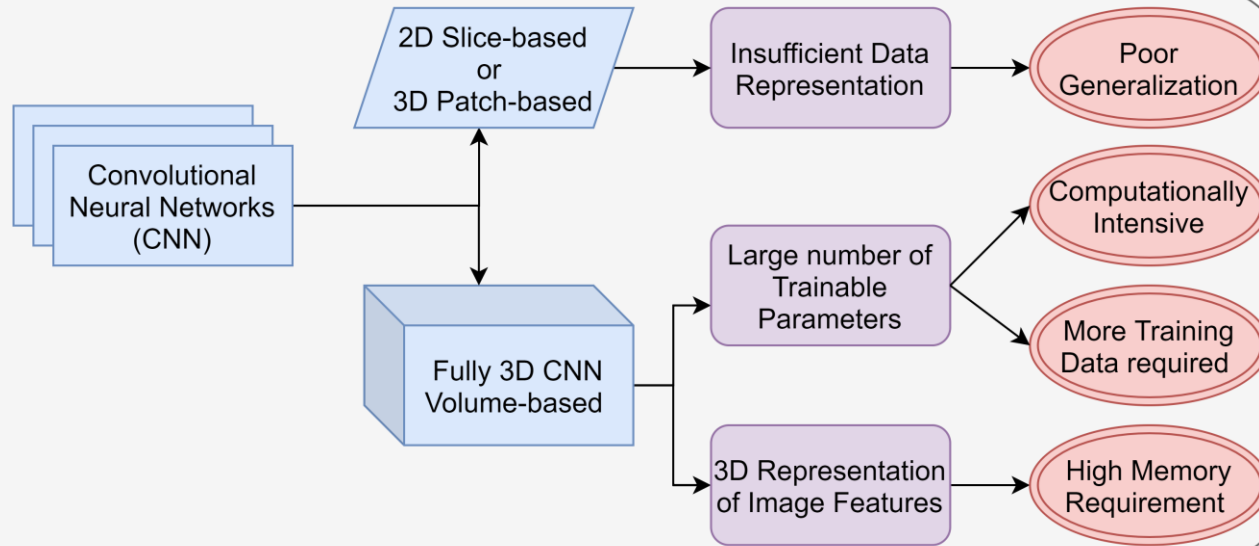 2D Slice-based
or
3D Patch-based
Insufficient Data
Representation
Poor
Generalization
Convolutional
Neural Networks
(CNN)
Computationally
Intensive
Large number of
Trainable
Parameters
More Training
Data required
Fully 3D CNN
Volume-based
3D Representation
of Image Features
High Memory
Requirement